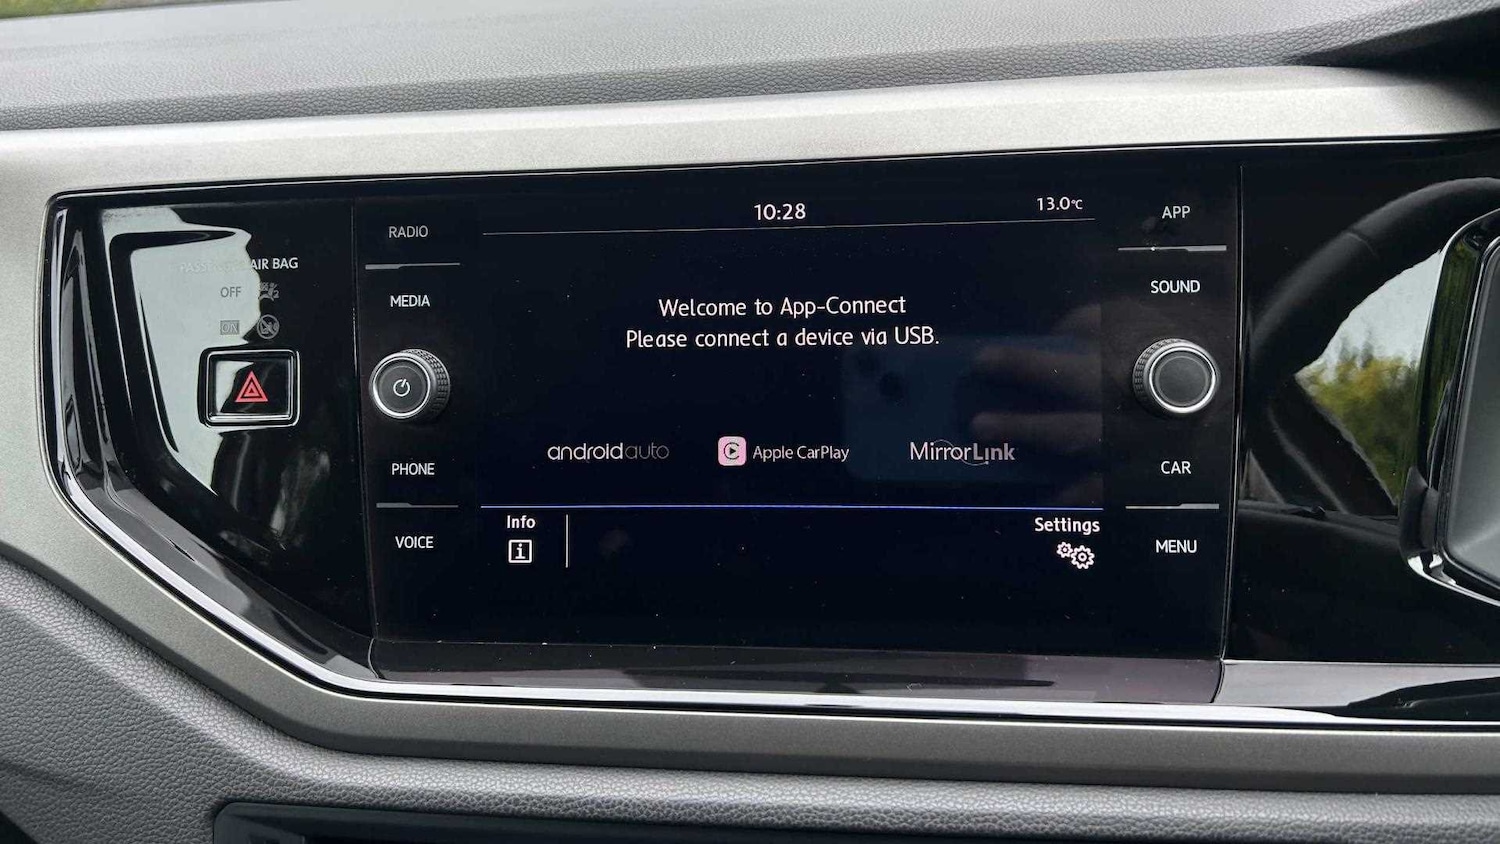 10:28
13.0°C
RADIO
APP
AIR BAG
OFF
MEDIA
SOUND
Welcome to App-Connect
Please connect a device via USB.
androidauto
Apple CarPlay
MirrorLink
PHONE
CAR
Info
Settings
VOICE
MENU